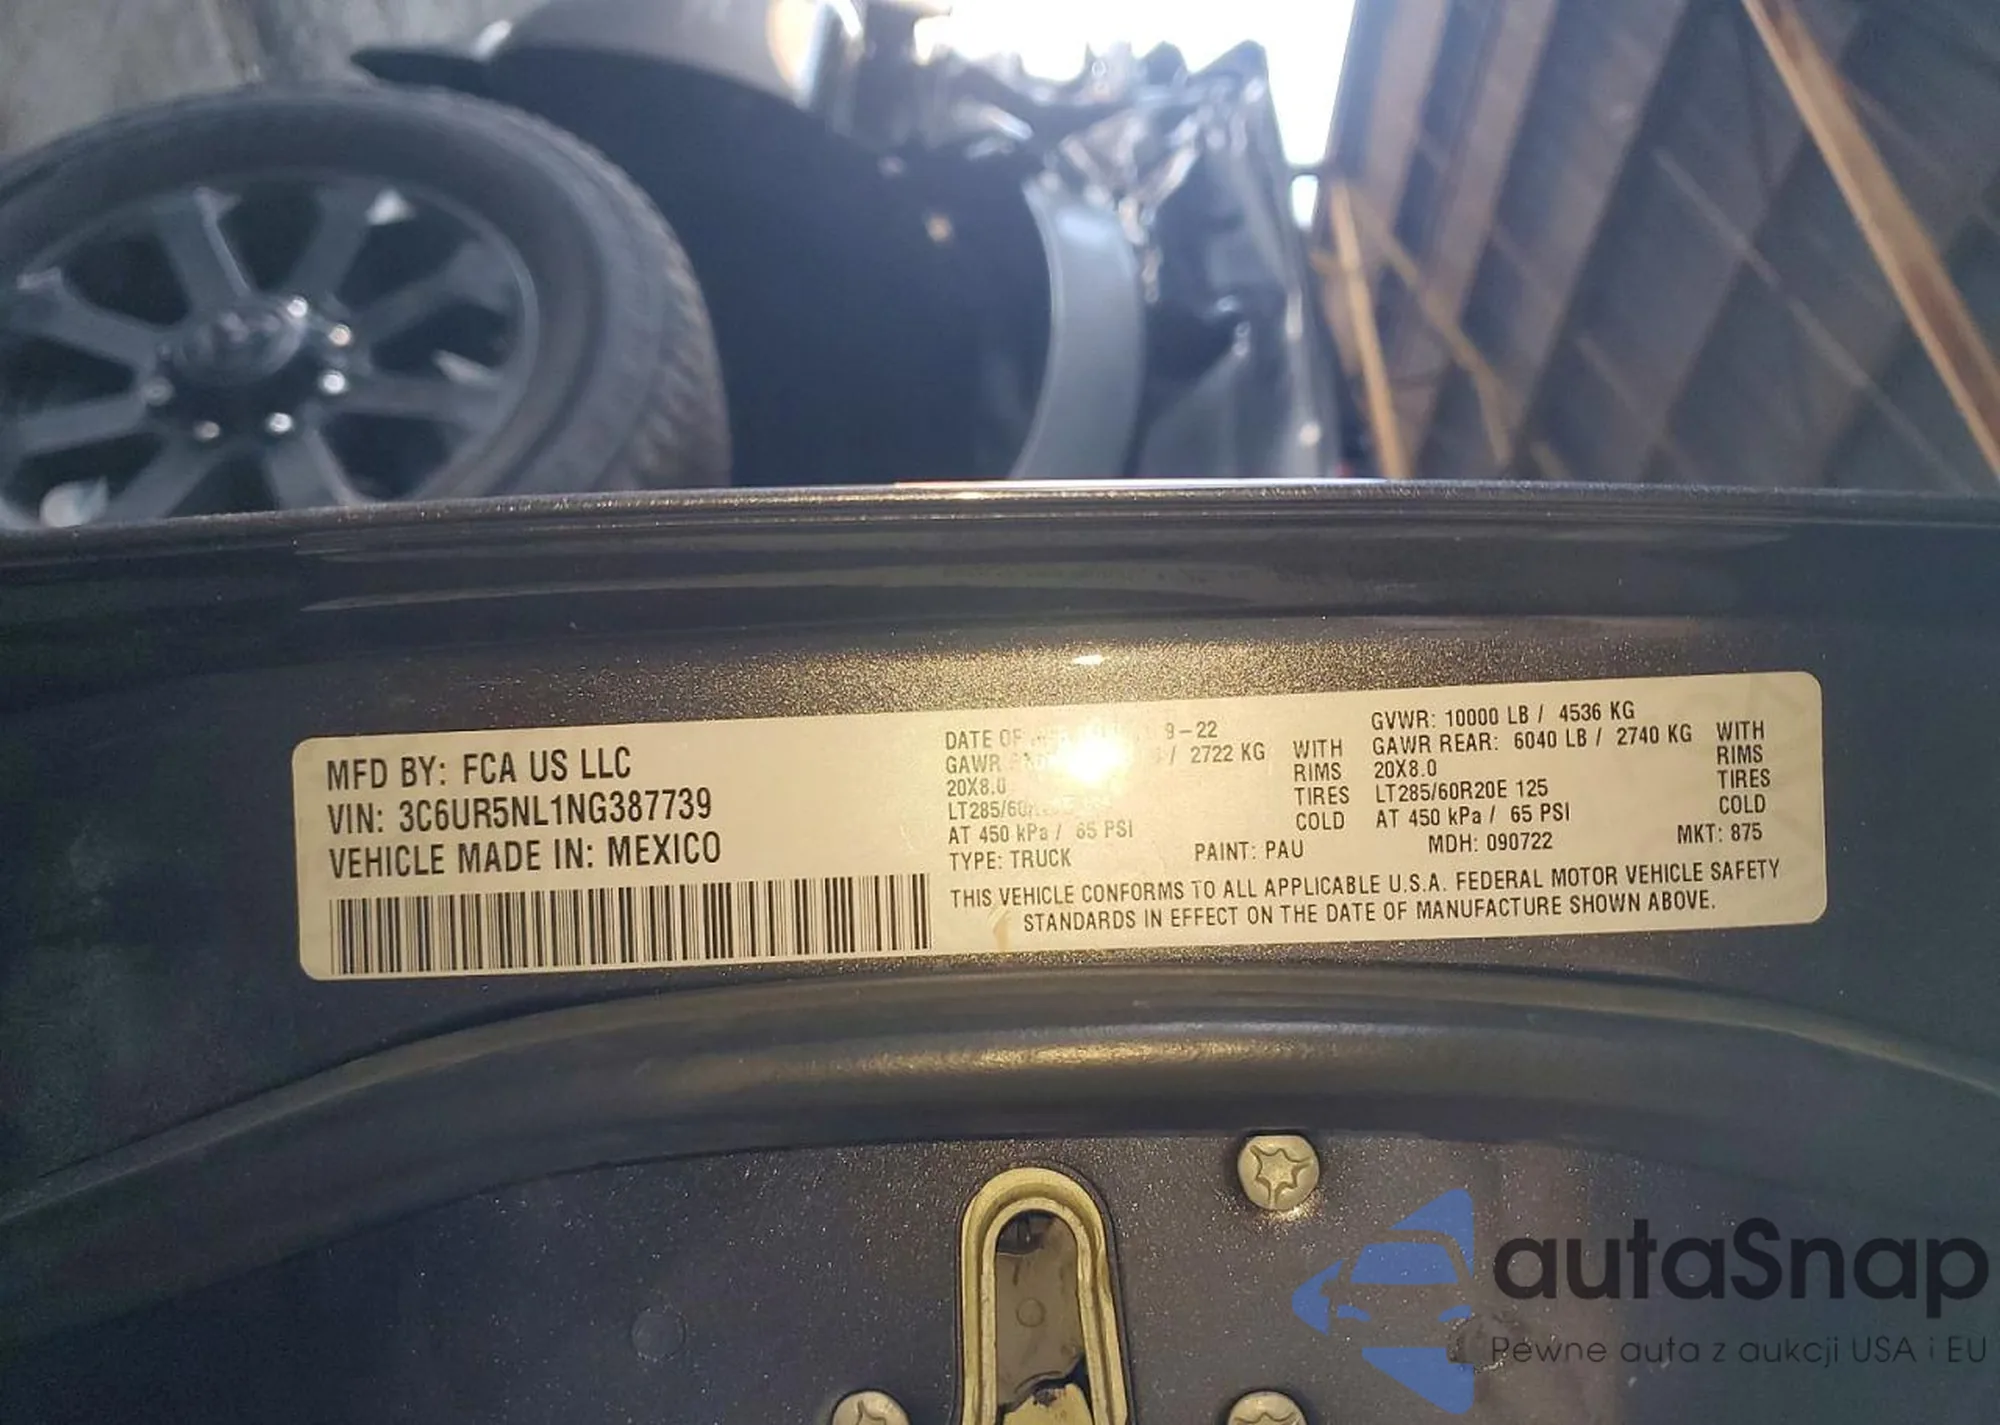 MFD BY: FCA US LLC
VIN: 3C6UR5NL1NG387739
VEHICLE MADE IN: MEXICO
DATE OF 9-22
GAWR / 2722 KG WITH
20X8.0 RIMS
TIRES
AT 450 kPa / 65 PSI COLD
GVWR: 10000 LB / 4536 KG
GAWR REAR: 6040 LB / 2740 KG WITH
20X8.0 RIMS
LT285/60R20E 125 TIRES
AT 450 kPa / 65 PSI COLD
TYPE: TRUCK PAINT: PAU MDH: 090722 MKT: 875
THIS VEHICLE CONFORMS TO ALL APPLICABLE U.S.A. FEDERAL MOTOR VEHICLE SAFETY
STANDARDS IN EFFECT ON THE DATE OF MANUFACTURE SHOWN ABOVE.
autaSnap
Pewne auta z aukcji USA i EU